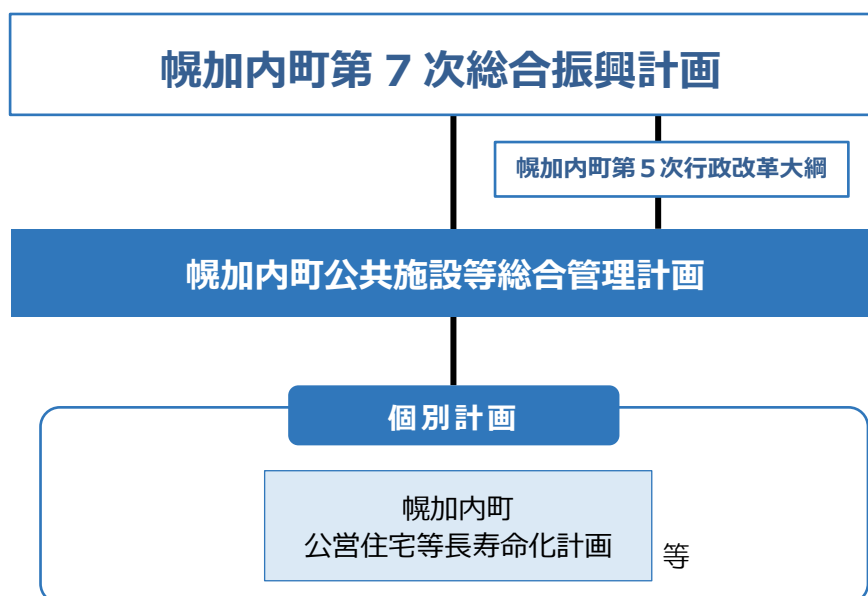 幌加内町第７次総合振興計画
幌加内町第５次行政改革大綱
幌加内町公共施設等総合管理計画
個別計画
幌加内町
公営住宅等長寿命化計画
等